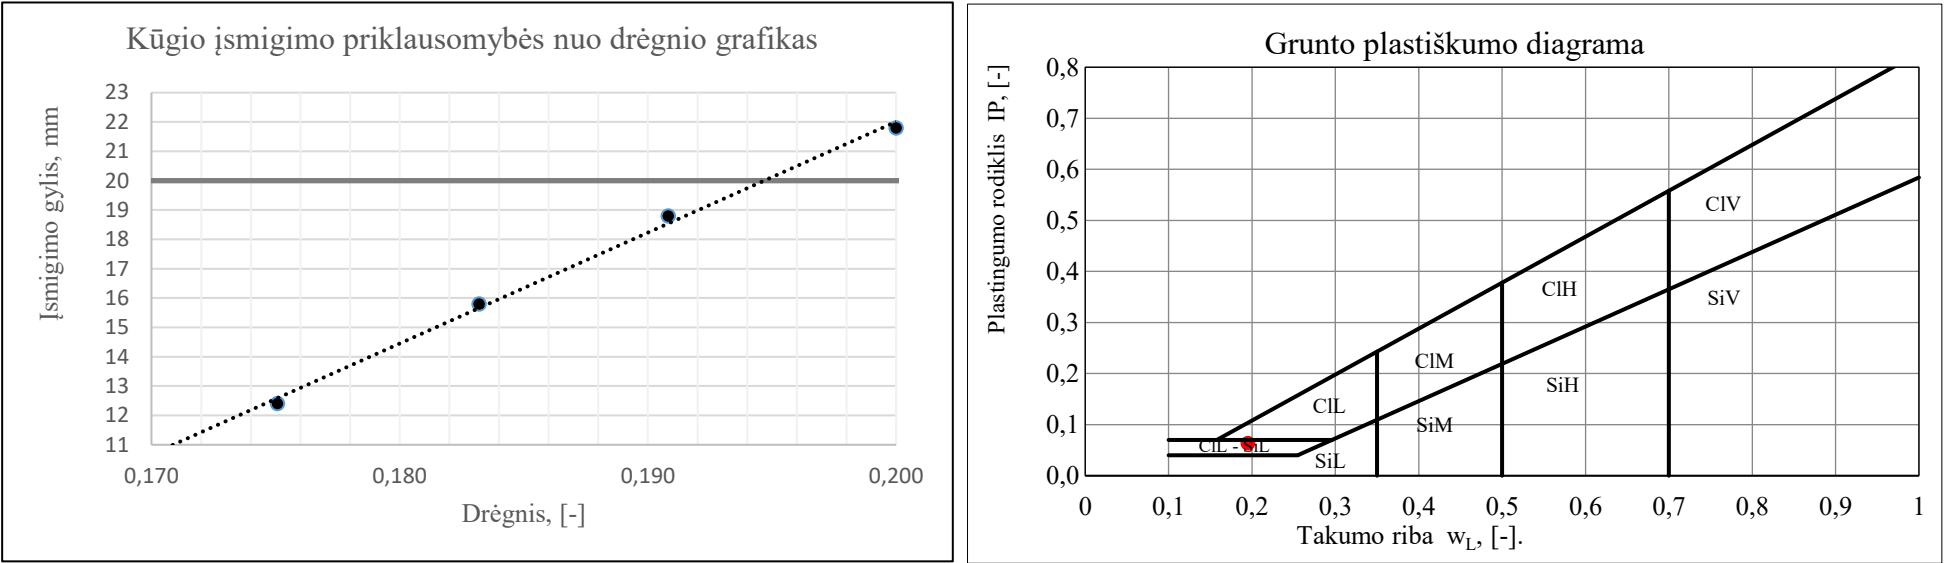 Kūgio įsmigimo priklausomybės nuo drėgnio grafikas
Įsmigimo gylis, mm
23
22
21
20
19
18
17
16
15
14
13
12
11
0,170
0,180
0,190
0,200
Drėgnis, [-]
Grunto plastiškumo diagrama
Plastingumo rodiklis IP, [-]
0,8
0,7
0,6
0,5
0,4
0,3
0,2
0,1
0,0
ClV
ClH
SiV
ClM
SiH
ClL
SiM
ClL - SiL
SiL
0
0,1
0,2
0,3
0,4
0,5
0,6
0,7
0,8
0,9
1
Takumo riba wL, [-].